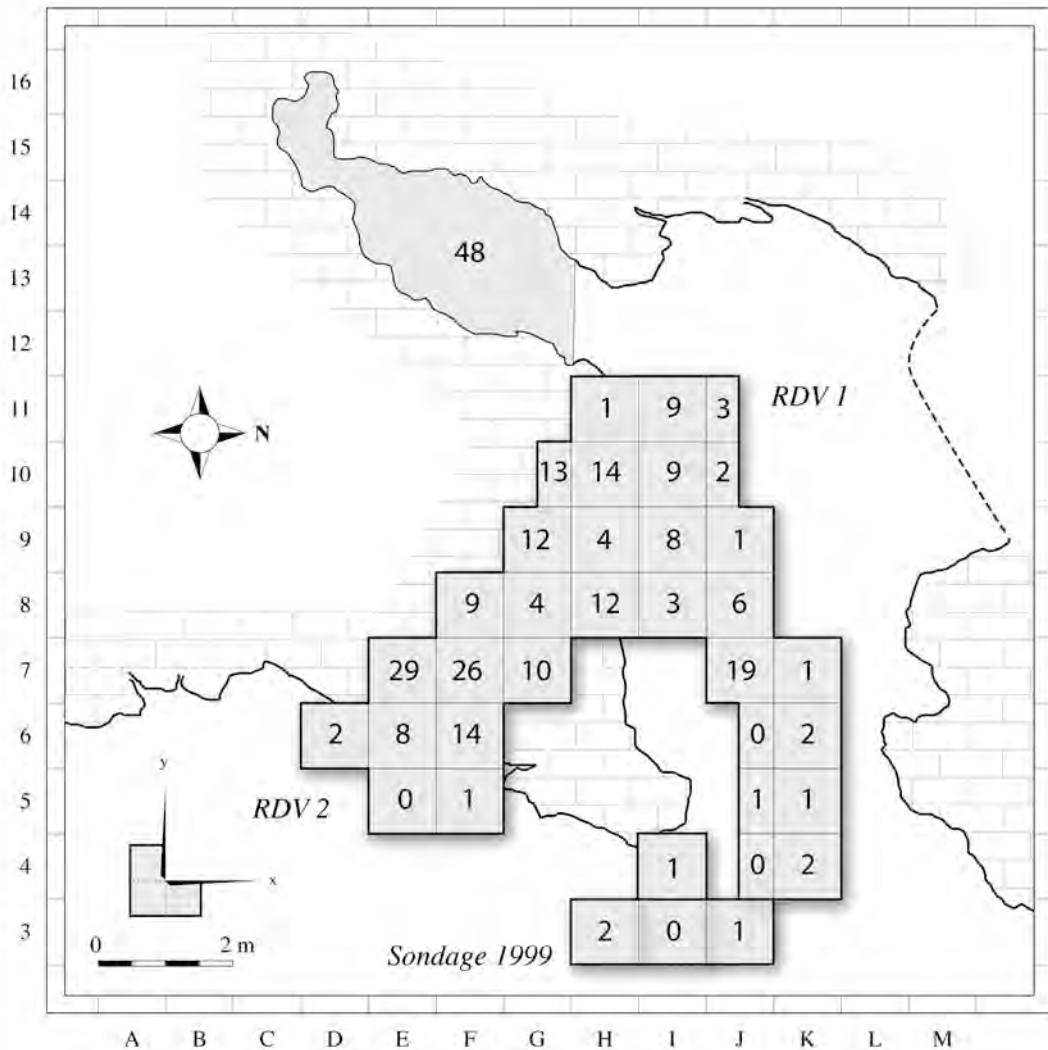 16
15
14
48
13
12
11 1 9 3 RDV 1
N
10 13 14 9 2
9 12 4 8 1
8 9 4 12 3 6
7 29 26 10 19 1
6 2 8 14 0 2
y
5 RDV 2 0 1 1 1
4 1 0 2
x
3 2 0 1
0 2 m
Sondage 1999
A B C D E F G H I J K L M